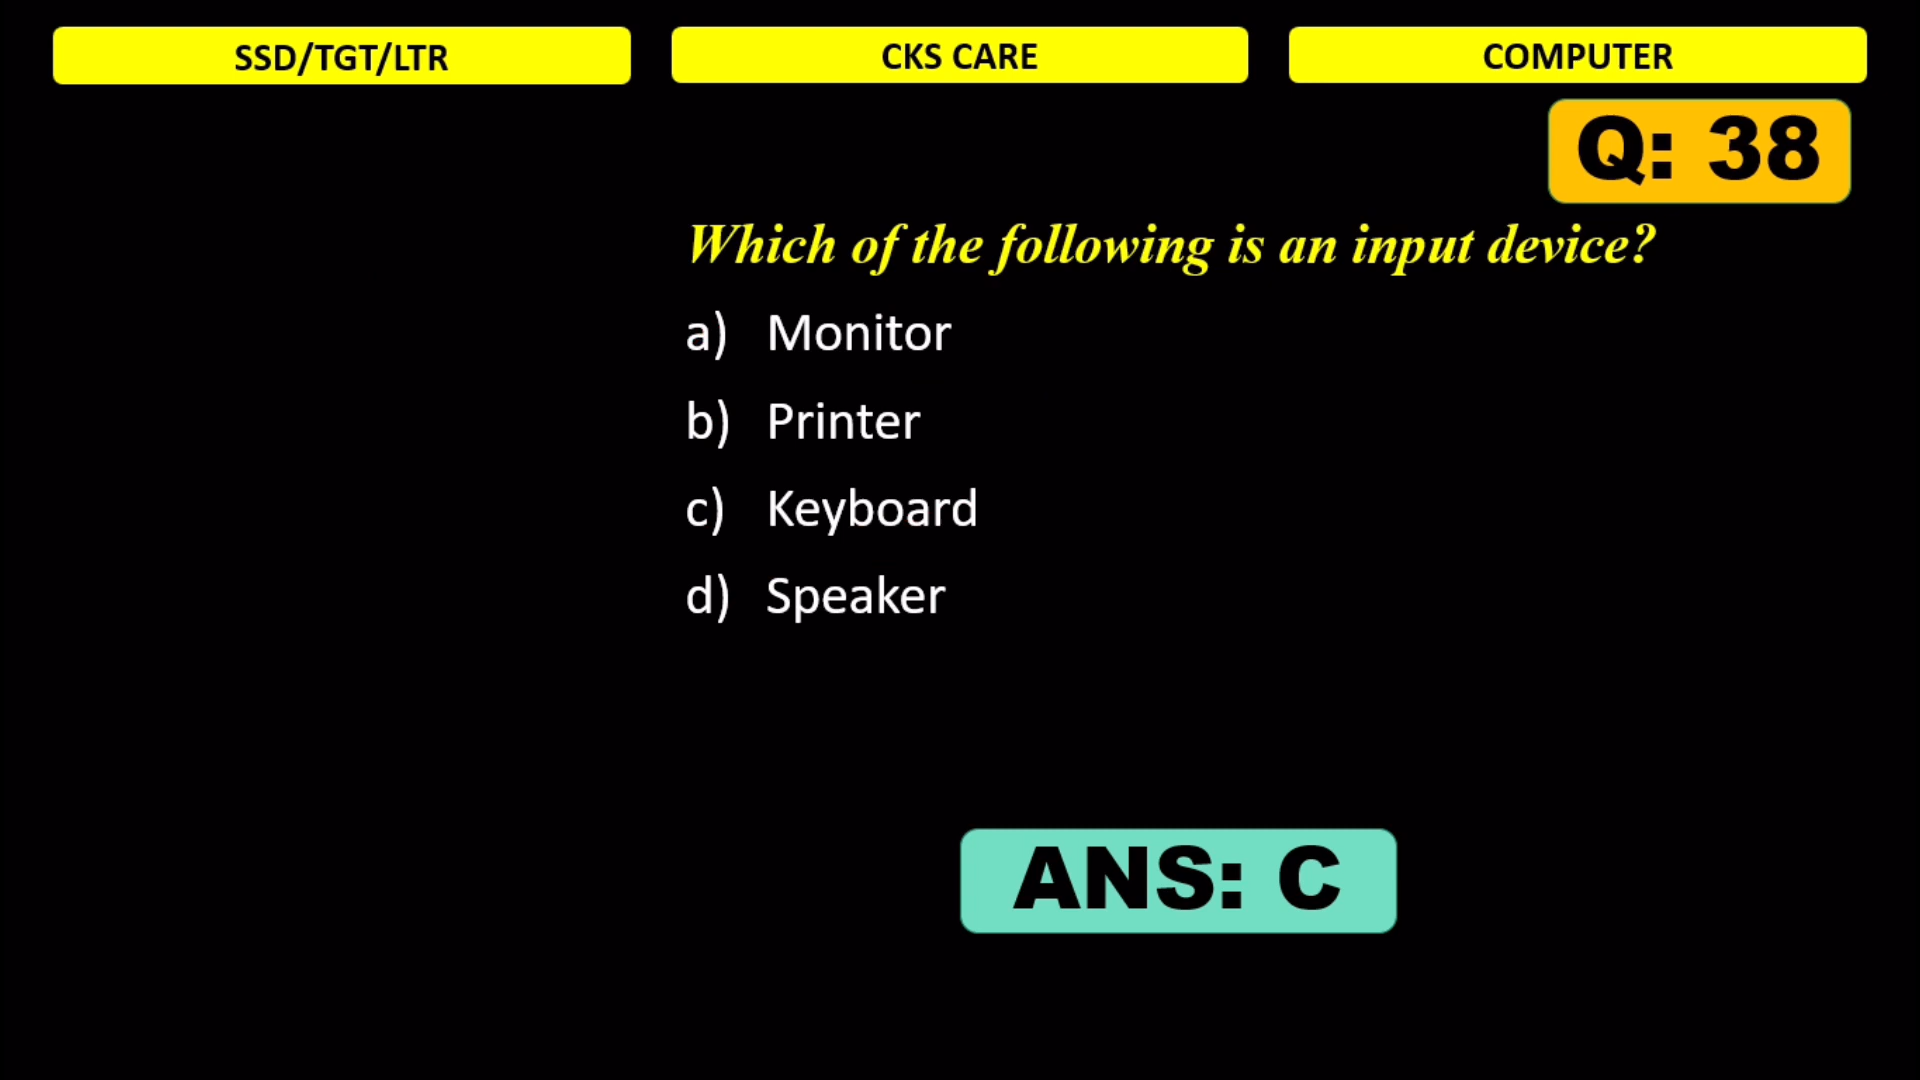 SSD/TGT/LTR
CKS CARE
COMPUTER
Q: 38
Which of the following is an input device?
a) Monitor
b) Printer
c) Keyboard
d) Speaker
ANS: C